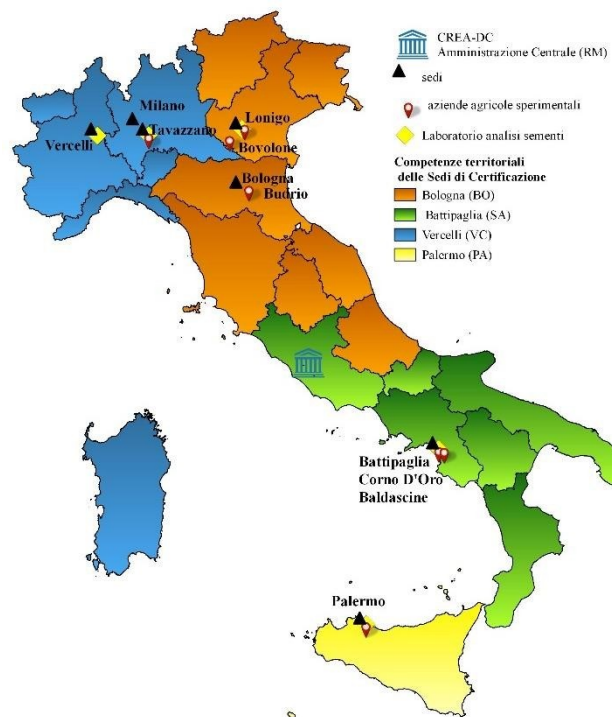 CREA-DC
Amministrazione Centrale (RM)
sedi
aziende agricole sperimentali
Laboratorio analisi sementi
Competenze territoriali
delle Sedi di Certificazione
Bologna (BO)
Battipaglia (SA)
Vercelli (VC)
Palermo (PA)
Milano
Vercelli
Tavazzano
Lonigo
Bovolone
Bologna
Budrio
Battipaglia
Corno D'Oro
Baldascine
Palermo